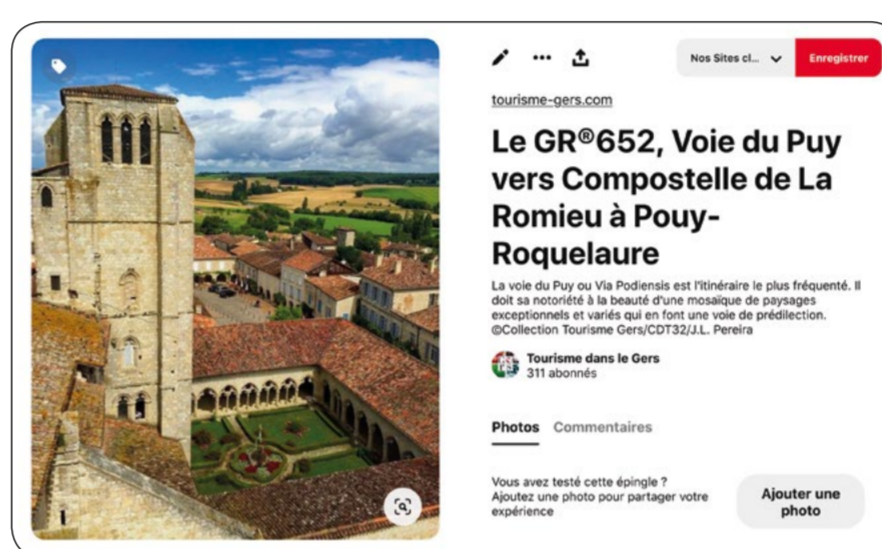 Nos Sites cl...
Enregistrer
tourisme-gers.com
Le GR®652, Voie du Puy
vers Compostelle de La
Romieu à Pouy-
Roquelaure
La voie du Puy ou Via Podiensis est l'itinéraire le plus fréquenté. Il
doit sa notoriété à la beauté d'une mosaïque de paysages
exceptionnels et variés qui en font une voie de prédilection.
©Collection Tourisme Gers/CDT32/J.L. Pereira
Tourisme dans le Gers
311 abonnés
Photos Commentaires
Vous avez testé cette épingle ?
Ajoutez une photo pour partager votre
expérience
Ajouter une
photo